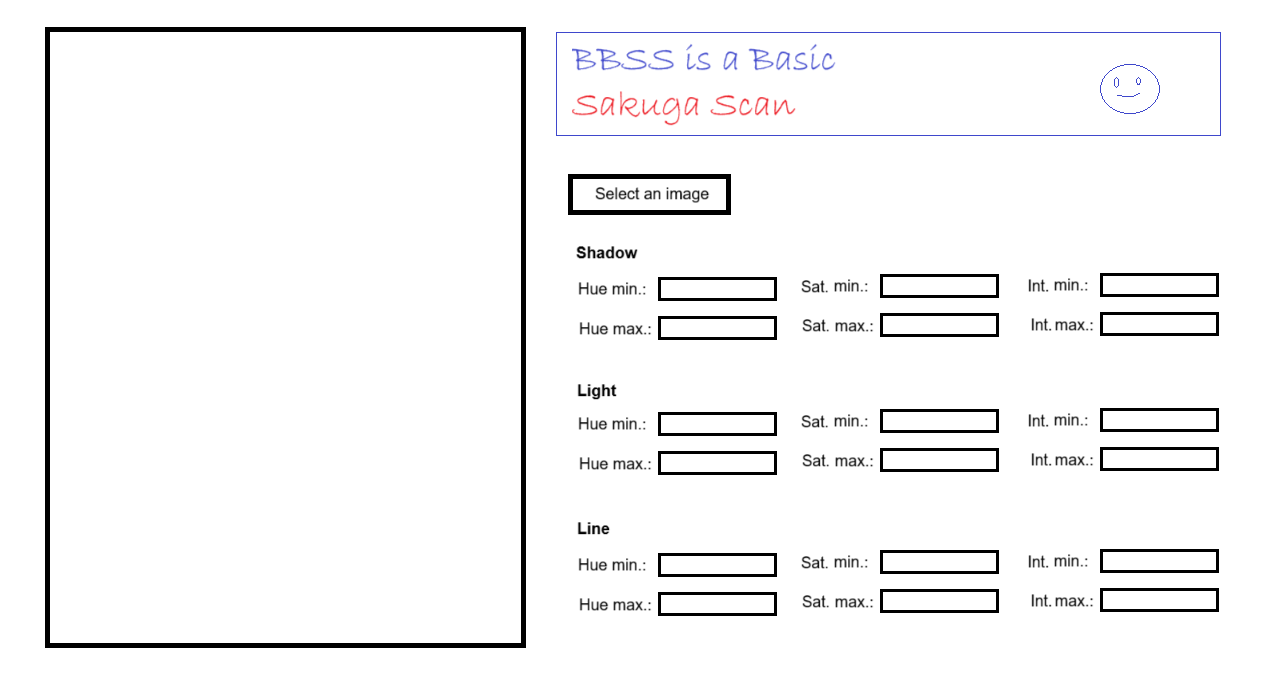 BBSS is a Basic
Sakuga Scan
Select an image
Shadow
Hue min.: Sat. min.: Int. min.:
Hue max.: Sat. max.: Int. max.:
Light
Hue min.: Sat. min.: Int. min.:
Hue max.: Sat. max.: Int. max.:
Line
Hue min.: Sat. min.: Int. min.:
Hue max.: Sat. max.: Int. max.: